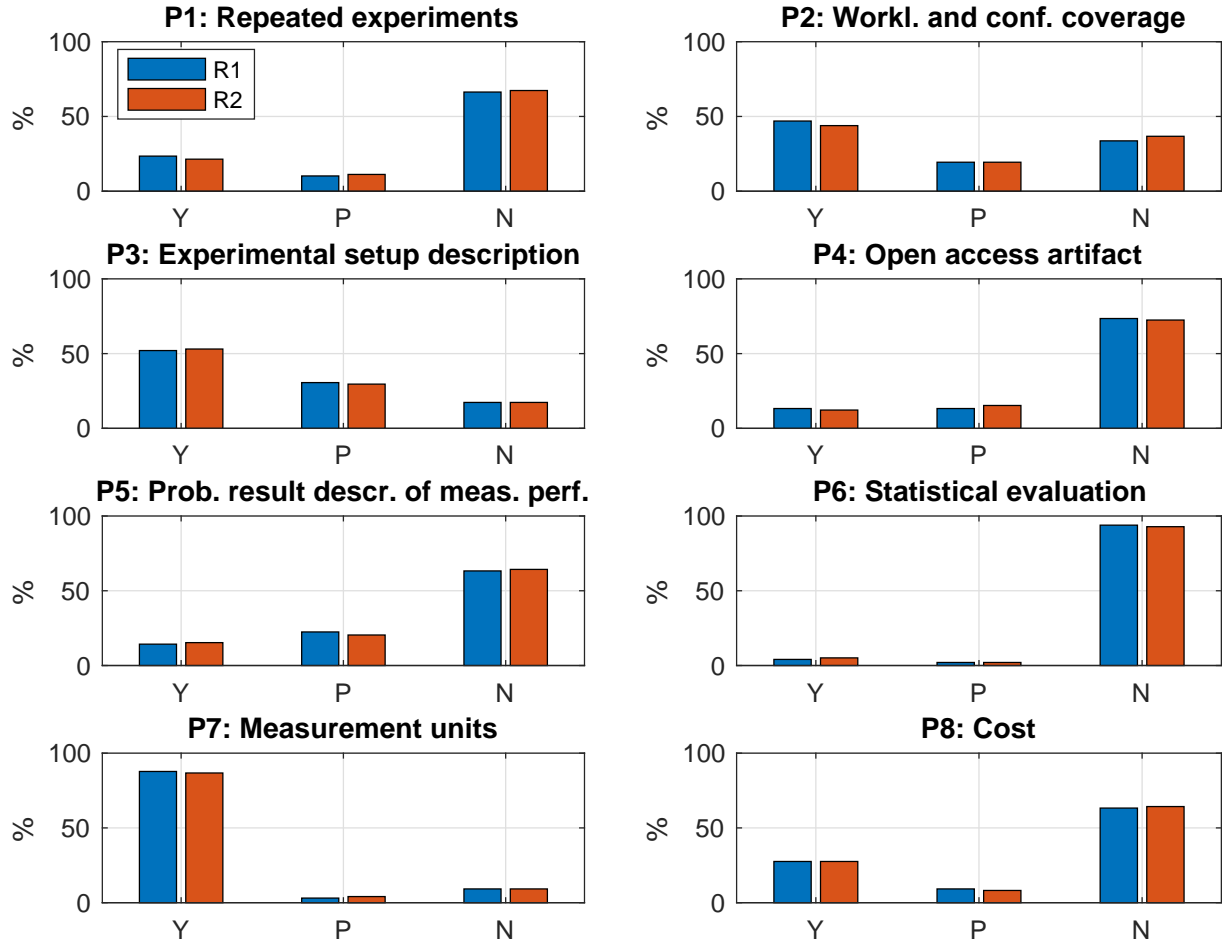 P1: Repeated experiments
100
50
0
%
R1
R2
Y P N
P2: Workl. and conf. coverage
100
50
0
%
Y P N
P3: Experimental setup description
100
50
0
%
Y P N
P4: Open access artifact
100
50
0
%
Y P N
P5: Prob. result descr. of meas. perf.
100
50
0
%
Y P N
P6: Statistical evaluation
100
50
0
%
Y P N
P7: Measurement units
100
50
0
%
Y P N
P8: Cost
100
50
0
%
Y P N